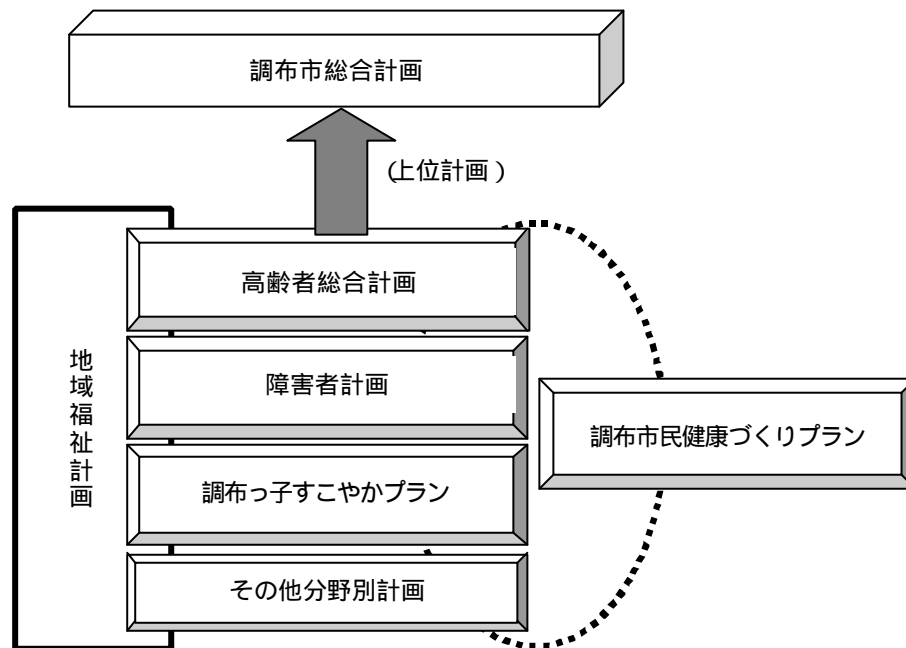 調布市総合計画
(上位計画)
高齢者総合計画
地域福祉計画
障害者計画
調布市民健康づくりプラン
調布っ子すこやかプラン
その他分野別計画